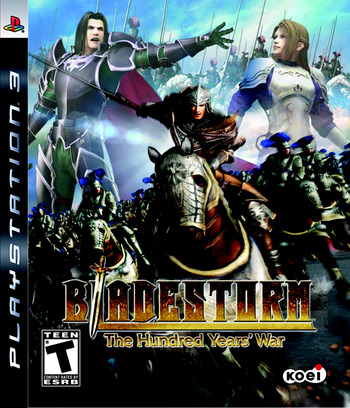 PLAYSTATION 3
BLADESTORM
The Hundred Years' War
TEEN
T
CONTENT RATED BY
ESRB
KOEI